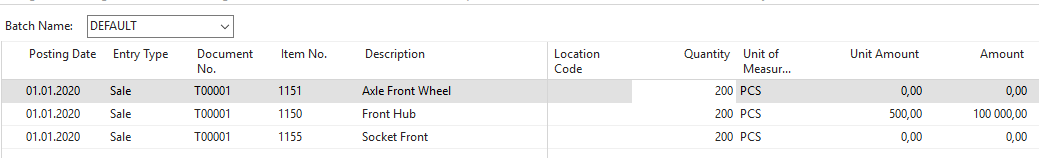 Batch Name: DEFAULT
Posting Date Entry Type Document No. Item No. Description Location Code Quantity Unit of Measur... Unit Amount Amount
01.01.2020 Sale T00001 1151 Axle Front Wheel 200 PCS 0,00 0,00
01.01.2020 Sale T00001 1150 Front Hub 200 PCS 500,00 100 000,00
01.01.2020 Sale T00001 1155 Socket Front 200 PCS 0,00 0,00